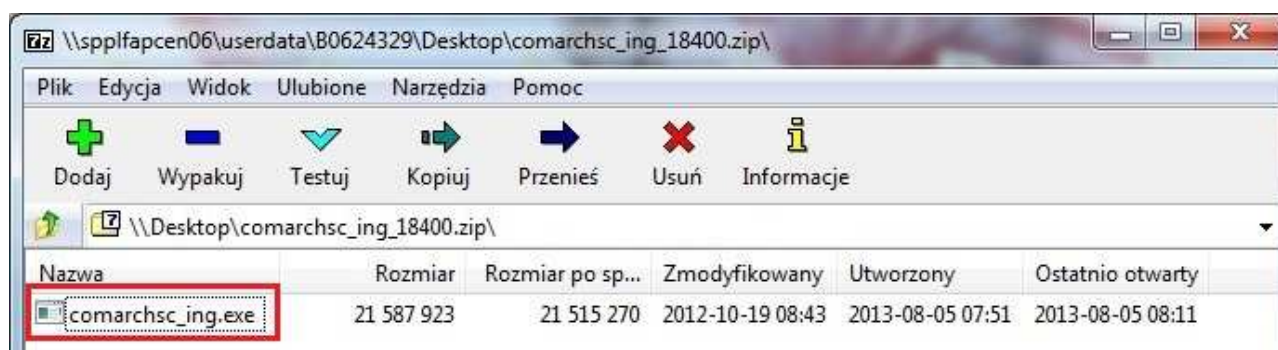 \\spplfapcen06\userdata\B0624329\Desktop\comarchsc_ing_18400.zip\
Plik Edycja Widok Ulubione Narzędzia Pomoc
Dodaj Wypakuj Testuj Kopiuj Przenieś Usuń Informacje
\\Desktop\comarchsc_ing_18400.zip\
Nazwa Rozmiar Rozmiar po sp... Zmodyfikowany Utworzony Ostatnio otwarty
comarchsc_ing.exe 21 587 923 21 515 270 2012-10-19 08:43 2013-08-05 07:51 2013-08-05 08:11